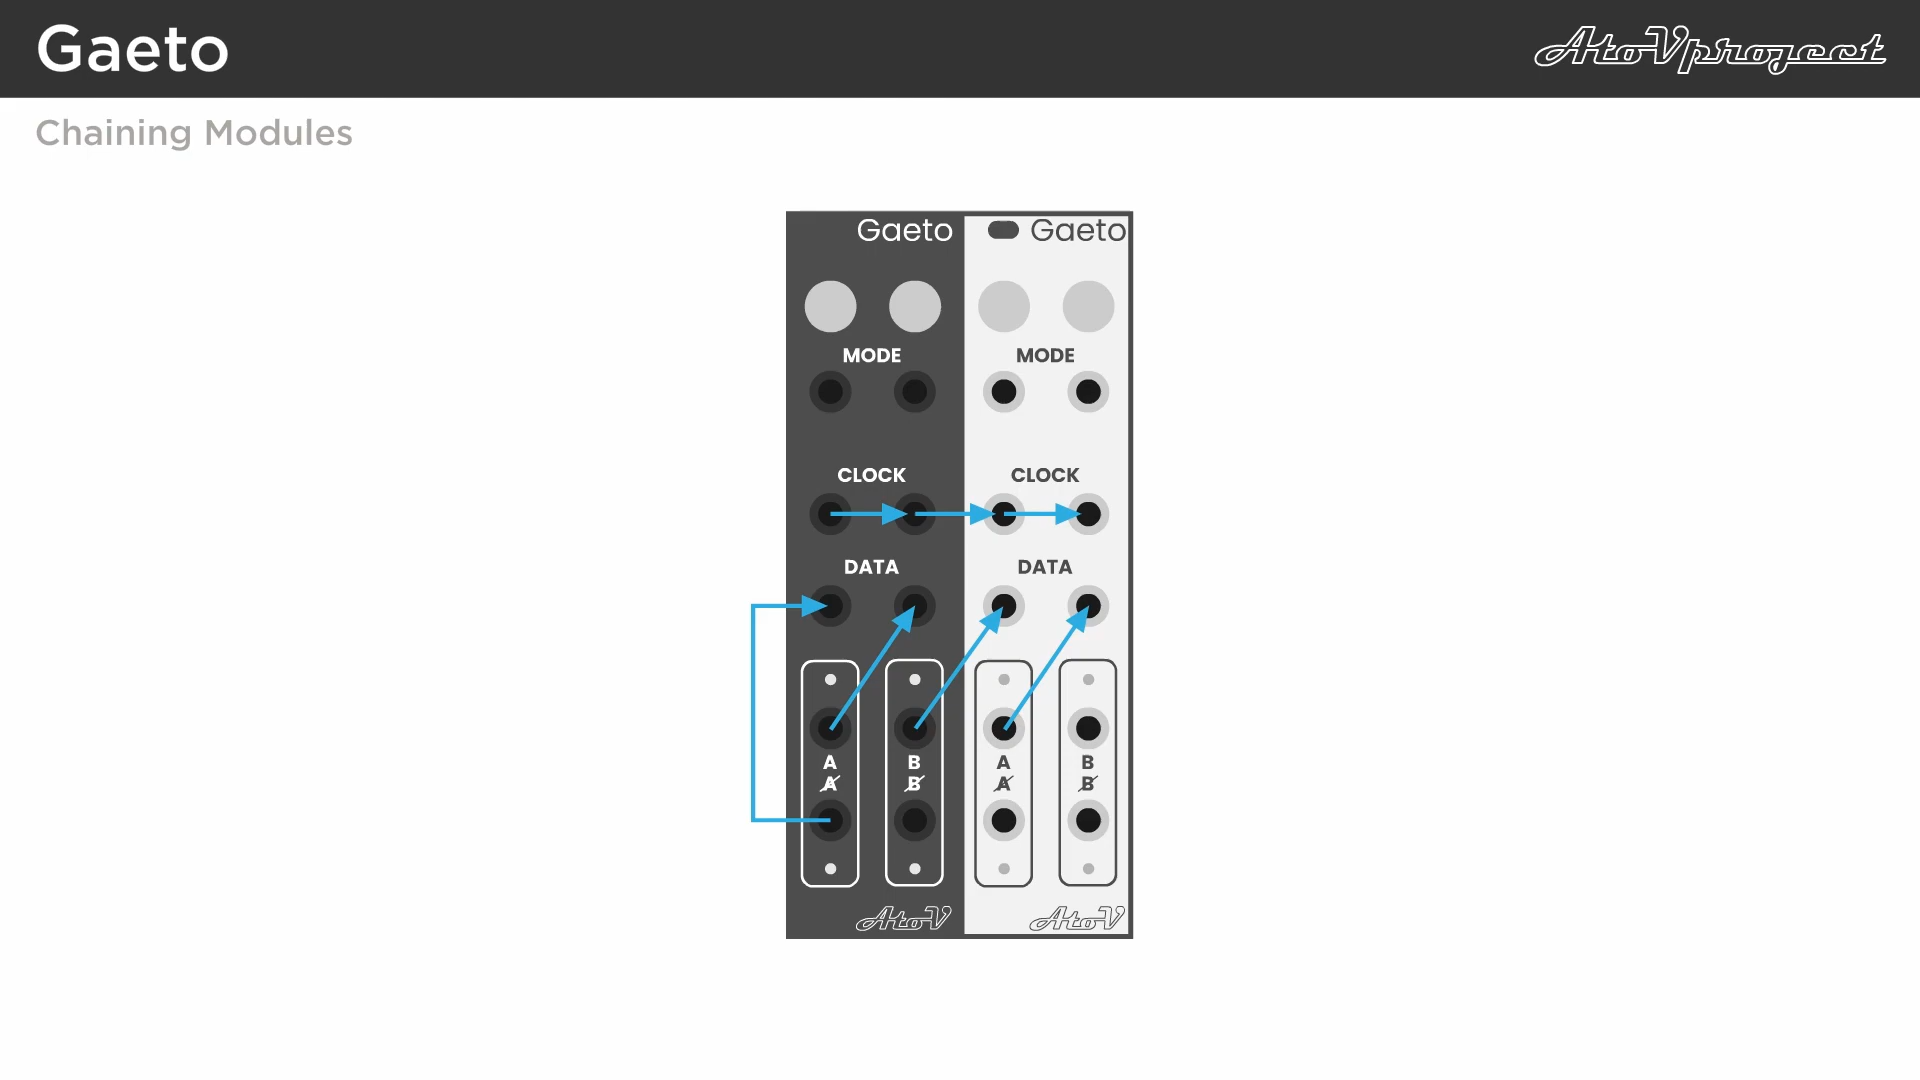 Gaeto
AtoVproject
Chaining Modules
Gaeto
Gaeto
MODE
MODE
CLOCK
CLOCK
DATA
DATA
A
B
A
B
A
B
A
B
AtoV
AtoV